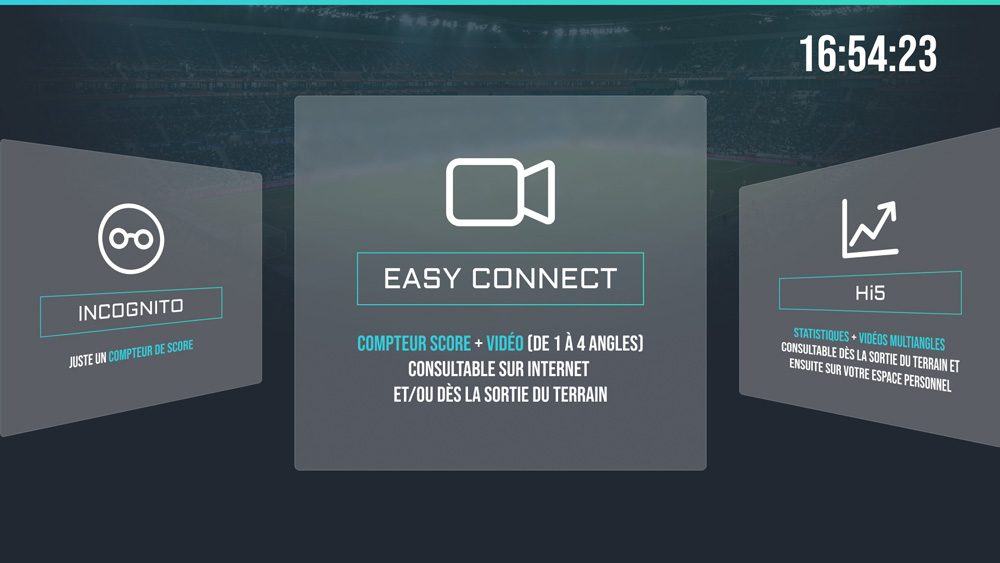 16:54:23
INCOGNITO
JUSTE UN COMPTEUR DE SCORE
EASY CONNECT
COMPTEUR SCORE + VIDÉO (DE 1 À 4 ANGLES)
CONSULTABLE SUR INTERNET
ET/OU DÈS LA SORTIE DU TERRAIN
Hi5
STATISTIQUES + VIDÉOS MULTIANGLES
CONSULTABLE DÈS LA SORTIE DU TERRAIN ET
ENSUITE SUR VOTRE ESPACE PERSONNEL